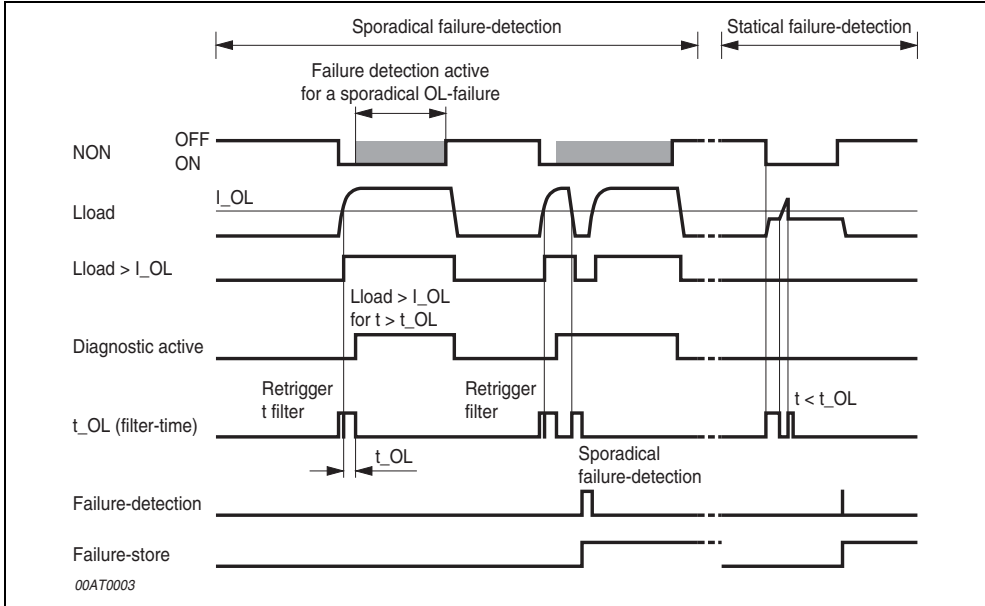 Sporadical failure-detection
Statical failure-detection
Failure detection active
for a sporadical OL-failure
NON
OFF
ON
I_OL
Lload
Lload > I_OL
Lload > I_OL
for t > t_OL
Diagnostic active
Retrigger
t filter
Retrigger
filter
t < t_OL
t_OL (filter-time)
t_OL
Sporadical
failure-detection
Failure-detection
Failure-store
00AT0003